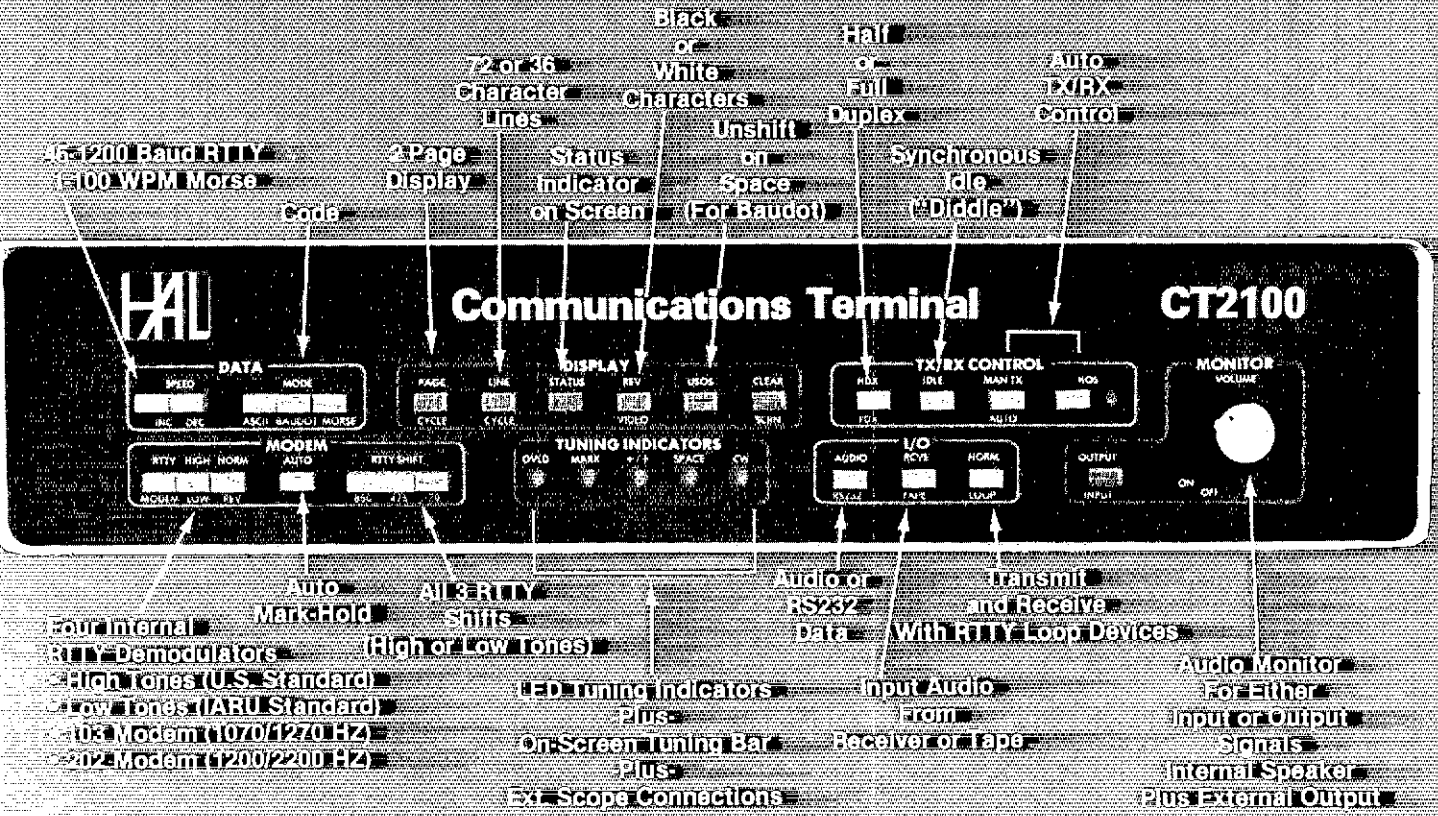 Black
or
White
Characters
Half
or
Full
Duplex
72 or 36
Character
Lines
Auto
TX/RX
Control
Unshift
on
Space
(For Baudot)
45-1200 Baud RTTY
1-100 WPM Morse
2 Page
Display
Status
Indicator
on Screen
Synchronous
Idle
("Diddle")
Code
HAL
Communications Terminal
CT2100
DATA
SPEED MODE
INC DEC ASCII BAUDOT MORSE
DISPLAY
PAGE LINE STATUS REV USOS CLEAR
CYCLE CYCLE VIDEO SCRN
TX/RX CONTROL
HDX IDLE MAN TX KOS
FDX AUTO
MONITOR
VOLUME
MODEM
RTTY HIGH NORM AUTO RTTY SHIFT
MODEM LOW REV 850 425
TUNING INDICATORS
OVLD MARK +/+ SPACE CW
I/O
AUDIO RCVE NORM
RS232 TAPE LOOP
OUTPUT
INPUT
ON
OFF
Four Internal
RTTY Demodulators
• High Tones (U.S. Standard)
• Low Tones (IARU Standard)
• 103 Modem (1070/1270 HZ)
• 202 Modem (1200/2200 HZ)
Auto
Mark-Hold
All 3 RTTY
Shifts
(High or Low Tones)
LED Tuning Indicators
-Plus-
On-Screen Tuning Bar
-Plus-
Ext. Scope Connections
Audio or
RS232
Data
Input Audio
From
Receiver or Tape
Transmit
and Receive
With RTTY Loop Devices
Audio Monitor
For Either
Input or Output
Signals
Internal Speaker
Plus External Output